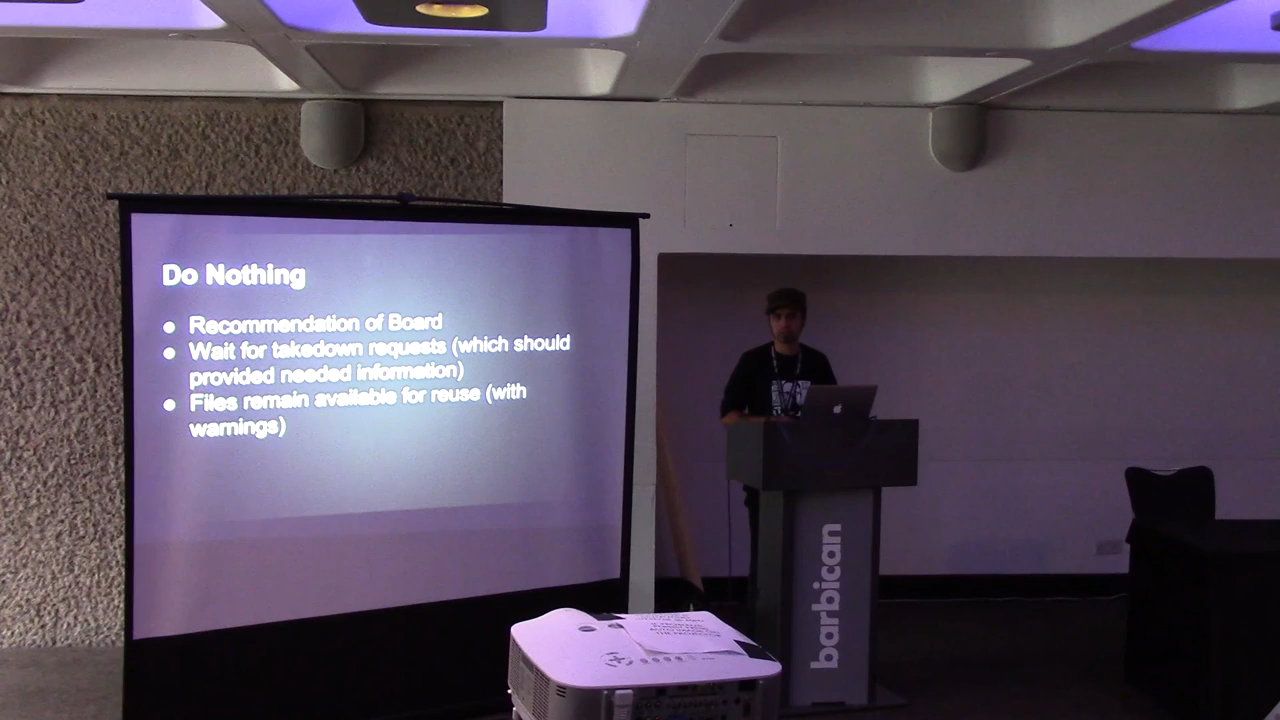 Do Nothing
● Recommendation of Board
● Wait for takedown requests (which should
provided needed information)
● Files remain available for reuse (with
warnings)
barbican